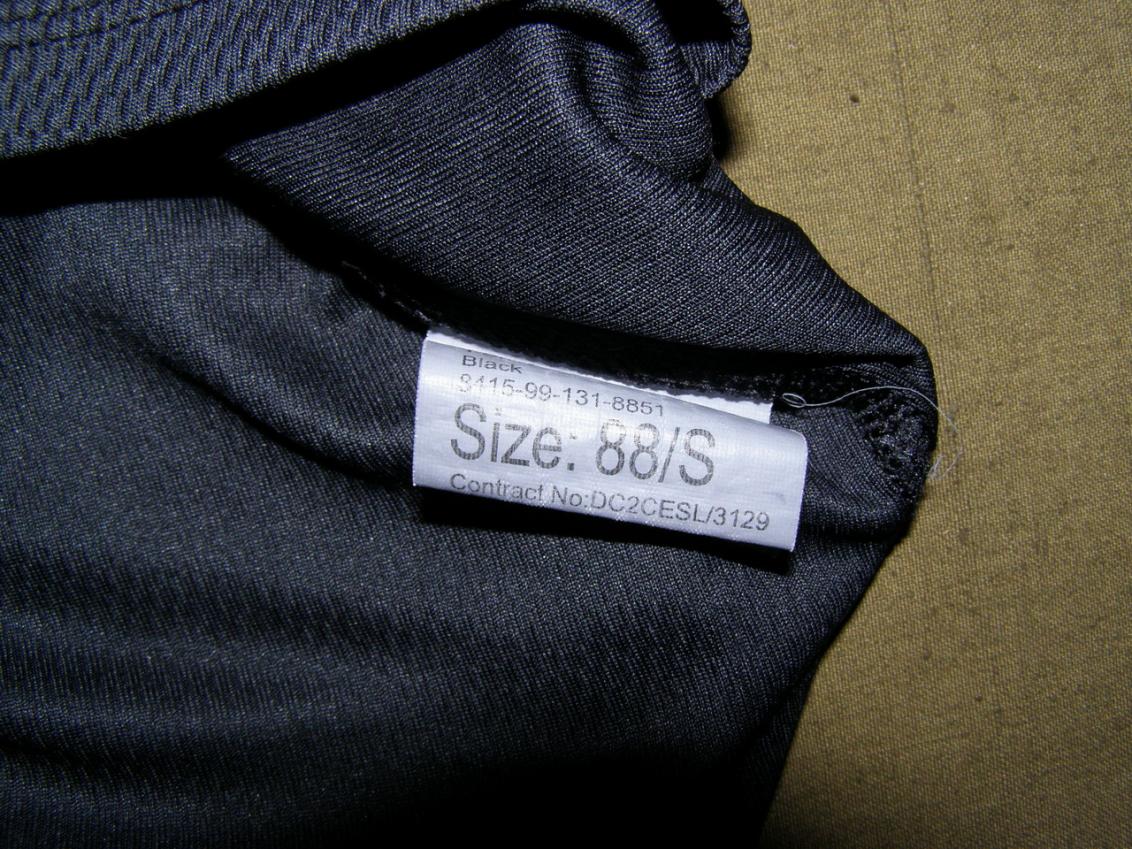 Black
8415-99-131-8851
Size: 88/S
Contract No:DC2CESL/3129